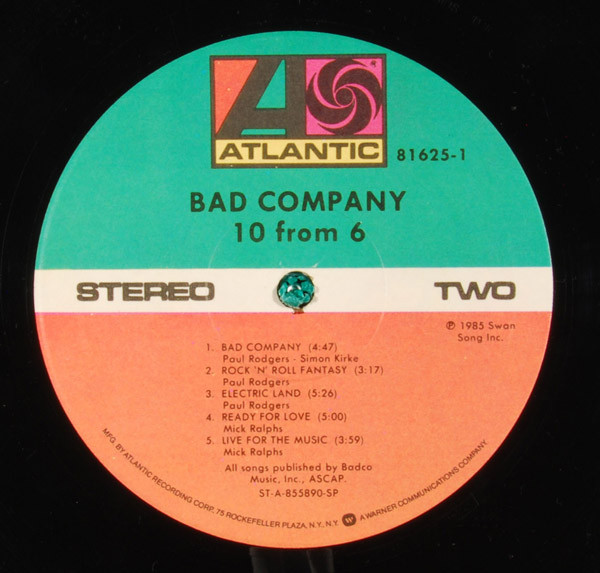 ATLANTIC
81625-1
BAD COMPANY
10 from 6
STEREO
TWO
℗ 1985 Swan
Song Inc.
1. BAD COMPANY (4:47)
Paul Rodgers - Simon Kirke
2. ROCK 'N' ROLL FANTASY (3:17)
Paul Rodgers
3. ELECTRIC LAND (5:26)
Paul Rodgers
4. READY FOR LOVE (5:00)
Mick Ralphs
5. LIVE FOR THE MUSIC (3:59)
Mick Ralphs
All songs published by Badco
Music, Inc., ASCAP.
ST-A-855890-SP
MFG. BY ATLANTIC RECORDING CORP., 75 ROCKEFELLER PLAZA, N.Y., N.Y. A WARNER COMMUNICATIONS COMPANY